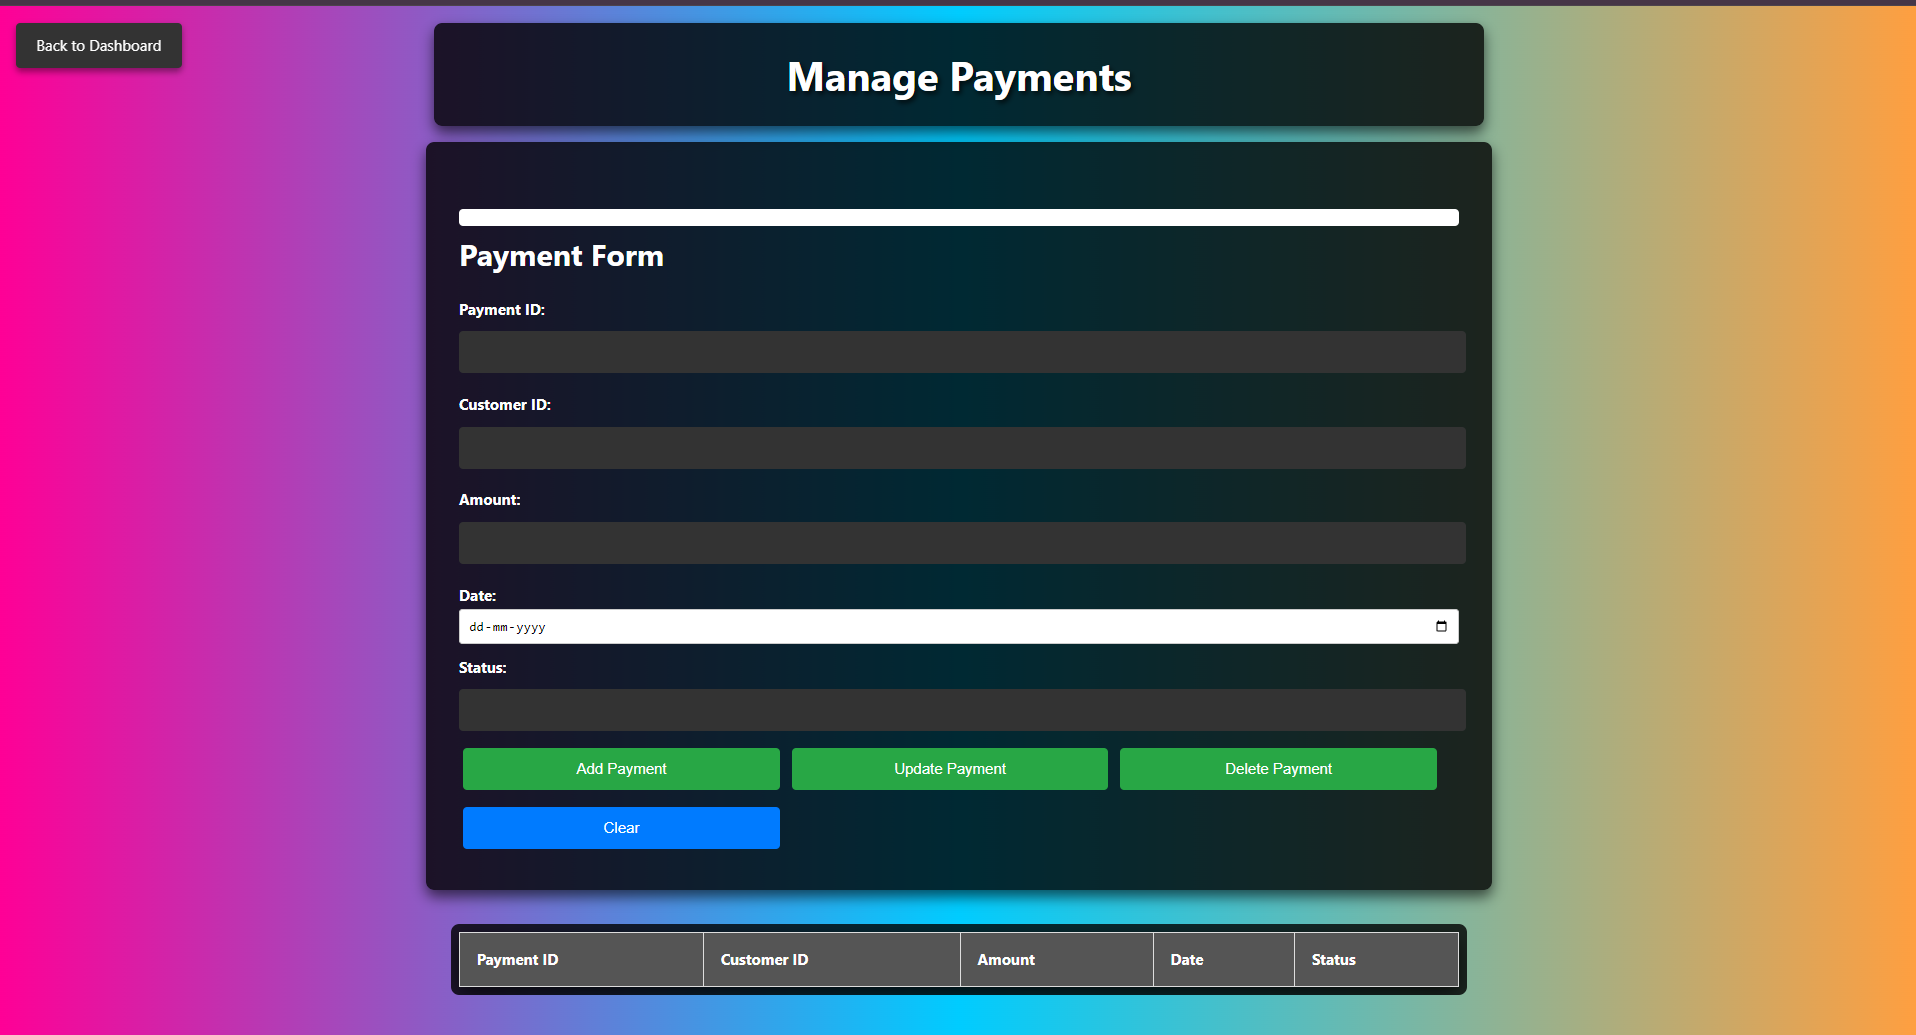 Back to Dashboard
Manage Payments
Payment Form
Payment ID:
Customer ID:
Amount:
Date:
dd-mm-yyyy
Status:
Add Payment Update Payment Delete Payment
Clear
Payment ID Customer ID Amount Date Status